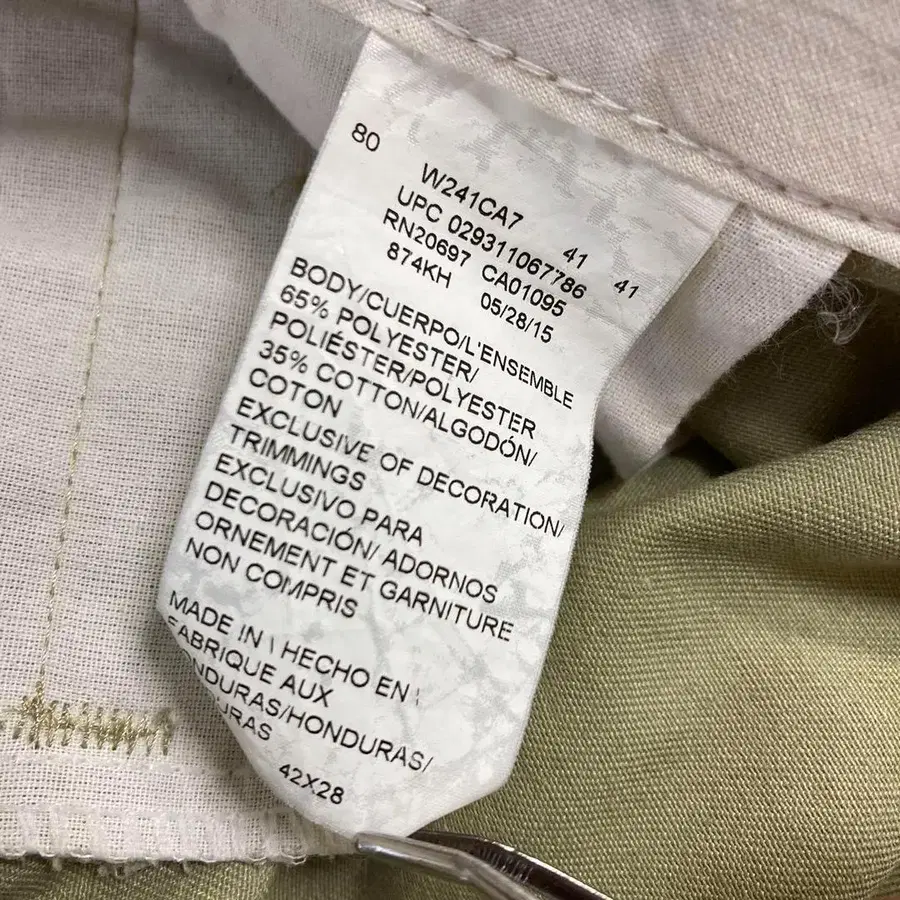 80
W241CA7 41
UPC 029311067786 41
RN20697 CA01095
874KH 05/28/15
BODY/CUERPO/L'ENSEMBLE
65% POLYESTER/
POLIÉSTER/POLYESTER
35% COTTON/ALGODÓN/
COTON
EXCLUSIVE OF DECORATION/
TRIMMINGS
EXCLUSIVO PARA
DECORACIÓN/ ADORNOS
ORNEMENT ET GARNITURE
NON COMPRIS
MADE IN \ HECHO EN \
FABRIQUE AUX
NDURAS/HONDURAS/
URAS
42X28